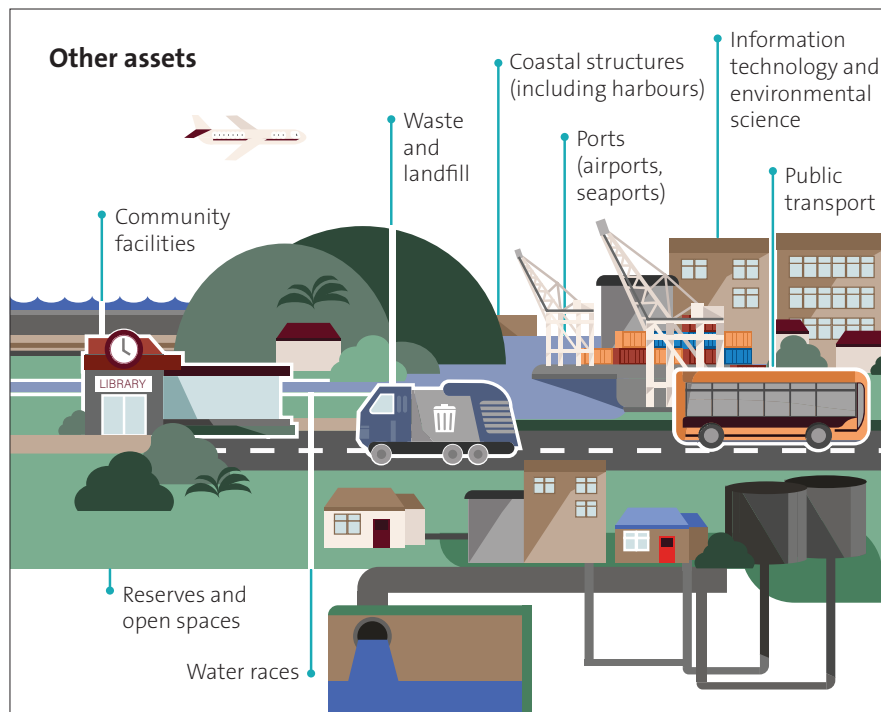 Other assets
Coastal structures
(including harbours)
Information
technology and
environmental
science
Waste
and
landfill
Ports
(airports,
seaports)
Public
transport
Community
facilities
LIBRARY
Reserves and
open spaces
Water races